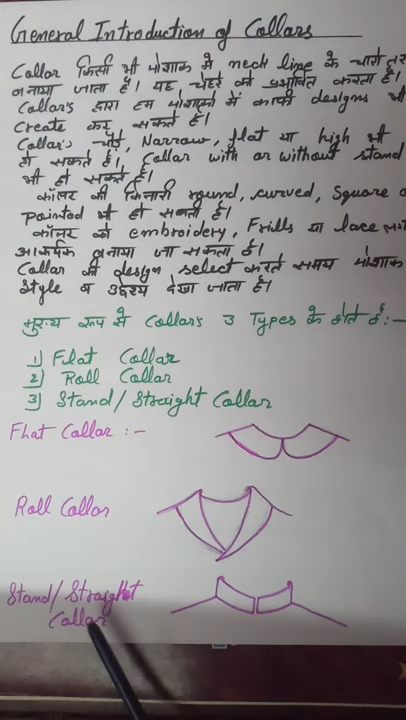 General Introduction of Collars
Collar किसी भी पोशाक मे neck line के चारो तरफ
बनाया जाता है। यह चेहरे को प्रभावित करता है।
Collar's द्वारा हम पोशाको में काफी designs भी
Create कर सकते है।
Collar's चौड़े, Narrow, flat या high भी
हो सकते है। Collar with or without stand
भी हो सकते है।
कॉलर की किनारी round, curved, Square or
pointed भी हो सकती है।
कॉलर को embroidery, Frills या lace लगा
आकर्षक बनाया जा सकता है।
Collar की design select करते समय पोशाक
Style व उद्देश्य देखा जाता है।
मुख्य रूप से Collars 3 Types के होते है:-
1) Flat Collar
2) Roll Collar
3) Stand/Straight Collar
Flat Collar :-
Roll Collar
Stand/Straight
Collar